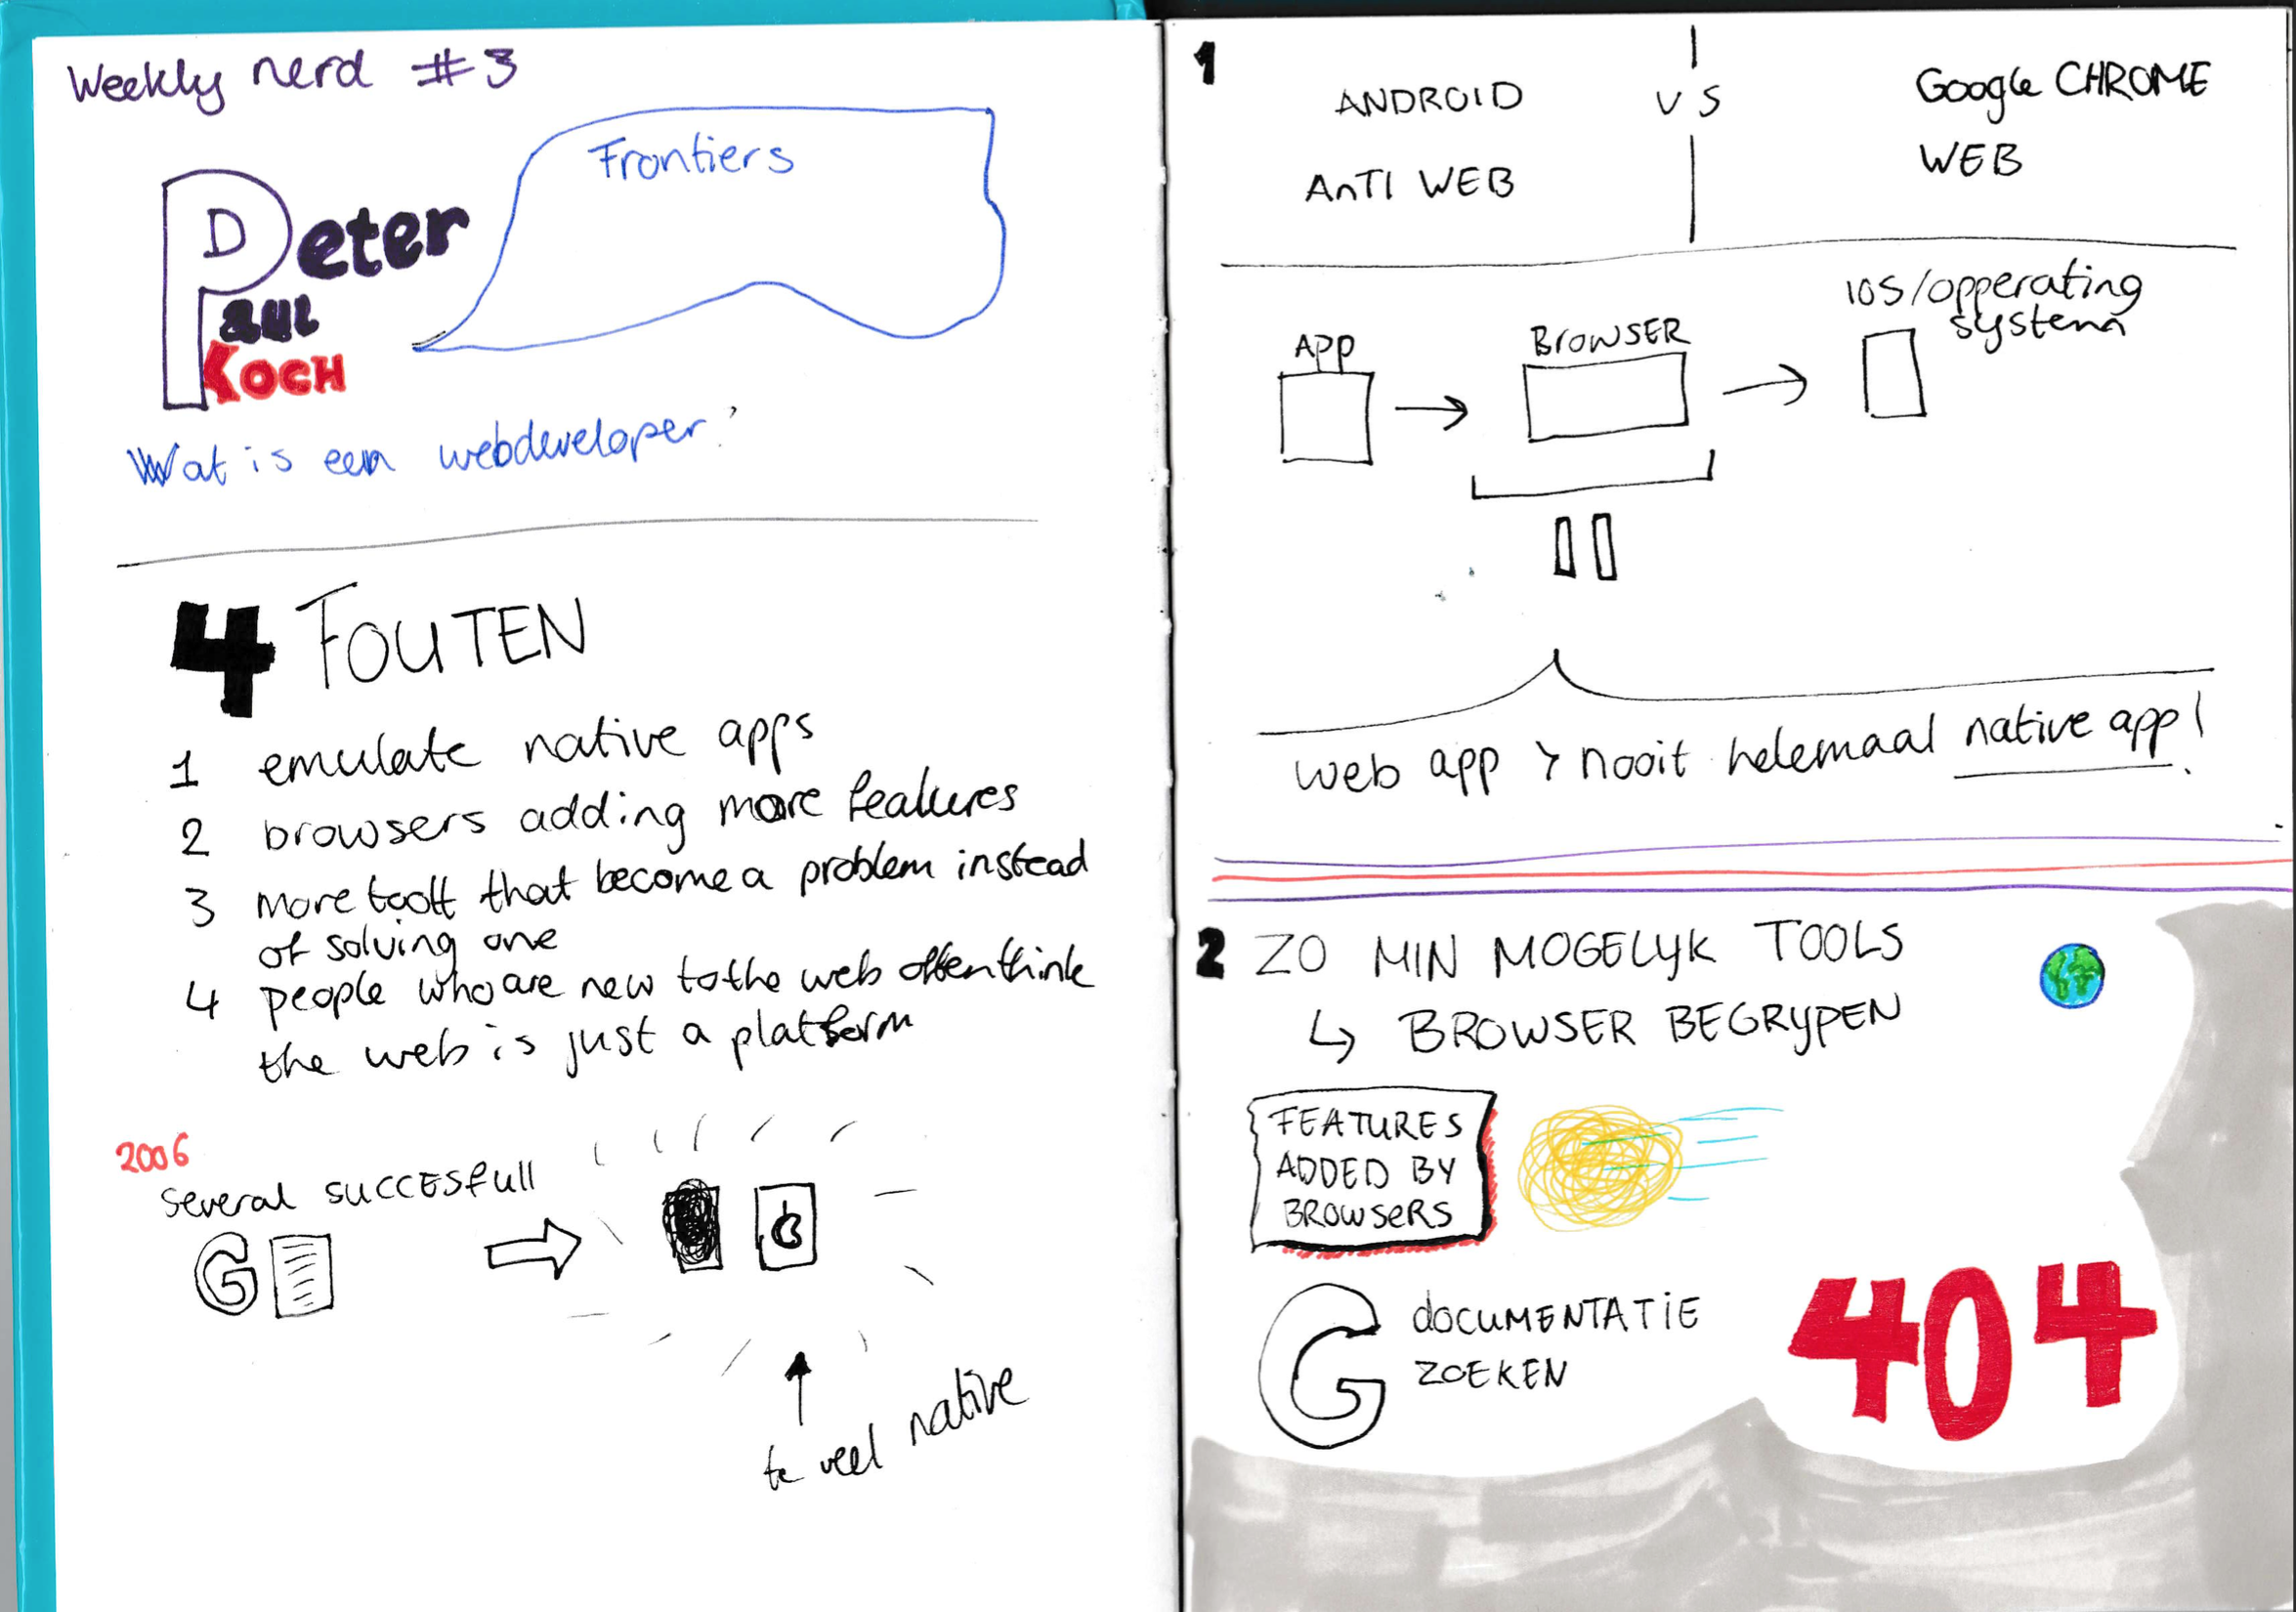 Weekly nerd #3
Frontiers
Peter
Paul
Koch
Wat is een webdeveloper?
4 FOUTEN
1 emulate native apps
2 browsers adding more features
3 more tools that become a problem instead
of solving one
4 people who are new to the web often think
the web is just a platform
2006
several succesfull
G
te veel native
1
ANDROID VS Google CHROME
ANTI WEB WEB
APP BROWSER iOS/opperating
system
web app > nooit helemaal native app!
2 ZO MIN MOGELYK TOOLS
↳ BROWSER BEGRYPEN
FEATURES
ADDED BY
BROWSERS
G documentatie
zoeken
404